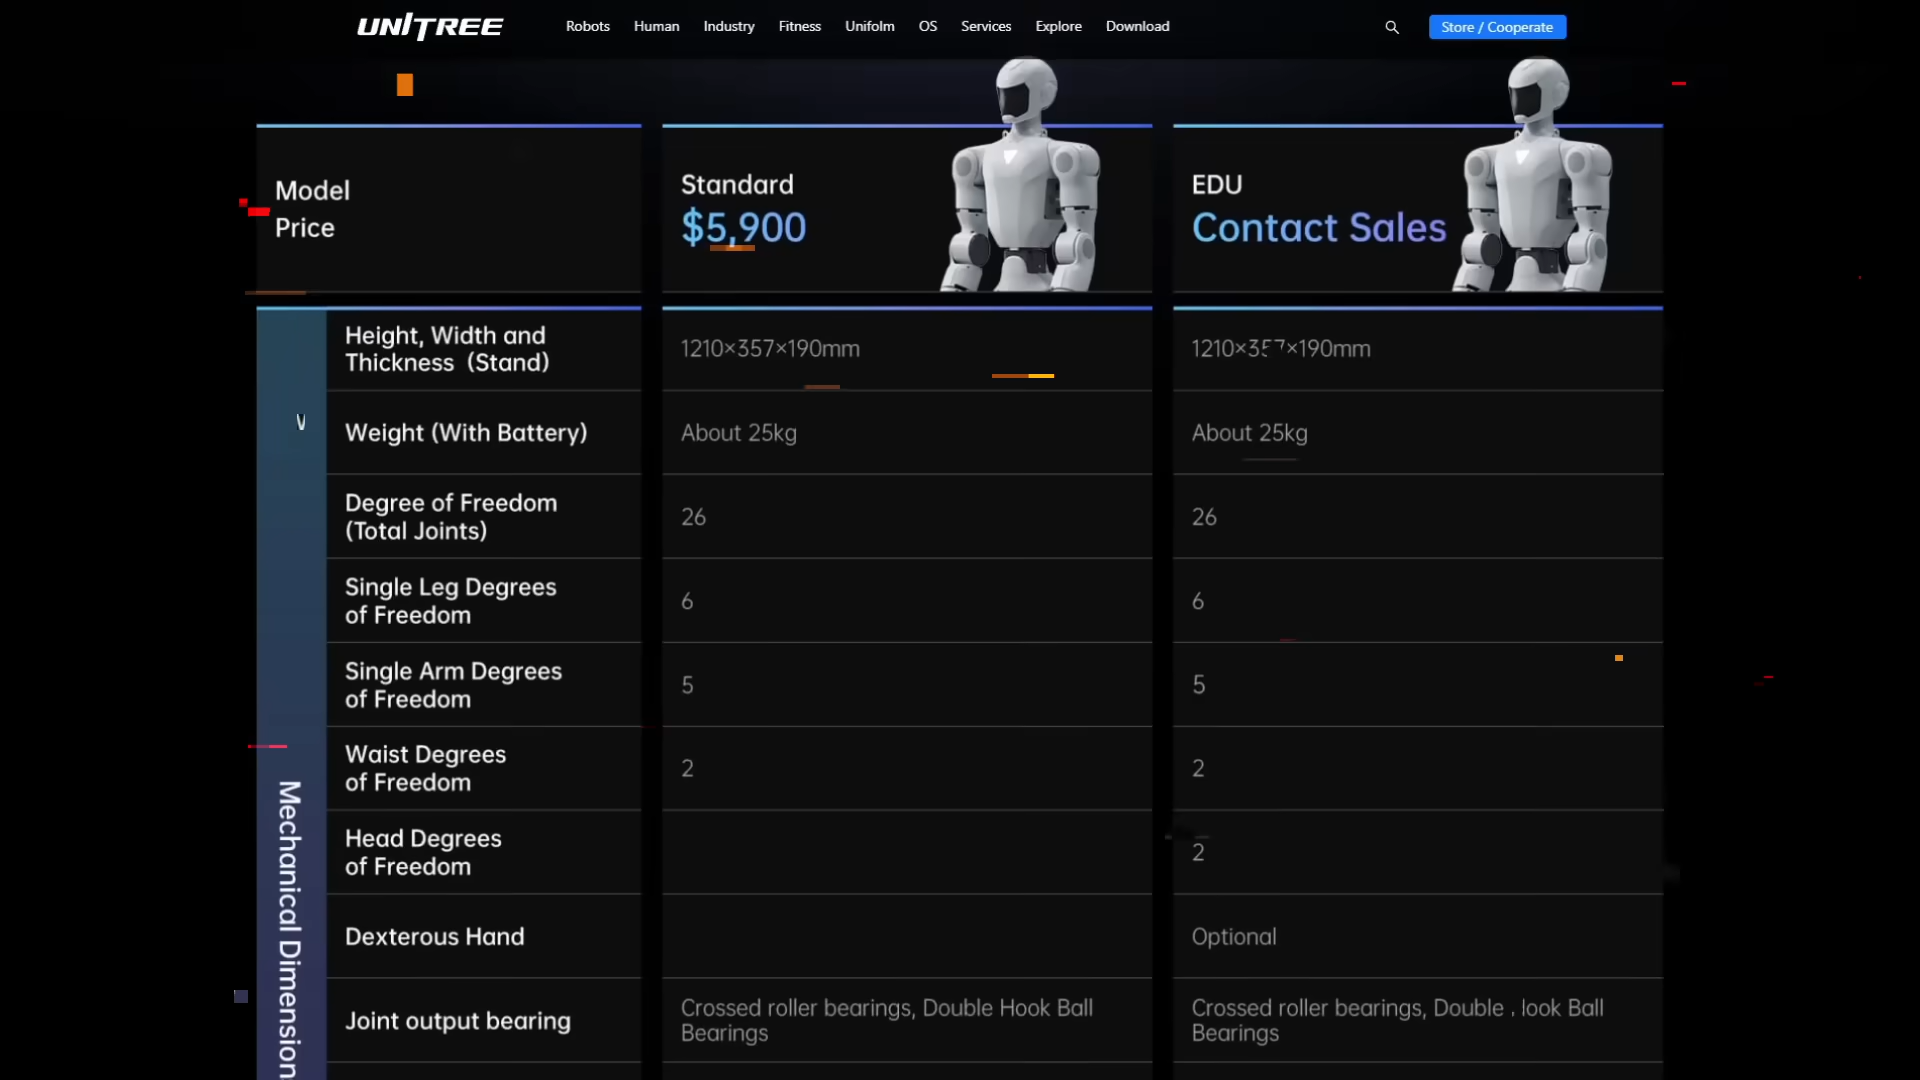 UNITREE
Robots Human Industry Fitness Unifolm OS Services Explore Download
Store / Cooperate
Model
Price
Standard
$5,900
EDU
Contact Sales
Height, Width and
Thickness (Stand)
1210×357×190mm
1210×357×190mm
Weight (With Battery)
About 25kg
About 25kg
Degree of Freedom
(Total Joints)
26
26
Single Leg Degrees
of Freedom
6
6
Single Arm Degrees
of Freedom
5
5
Waist Degrees
of Freedom
2
2
Head Degrees
of Freedom
2
Dexterous Hand
Optional
Joint output bearing
Crossed roller bearings, Double Hook Ball
Bearings
Crossed roller bearings, Double Hook Ball
Bearings
Mechanical Dimension